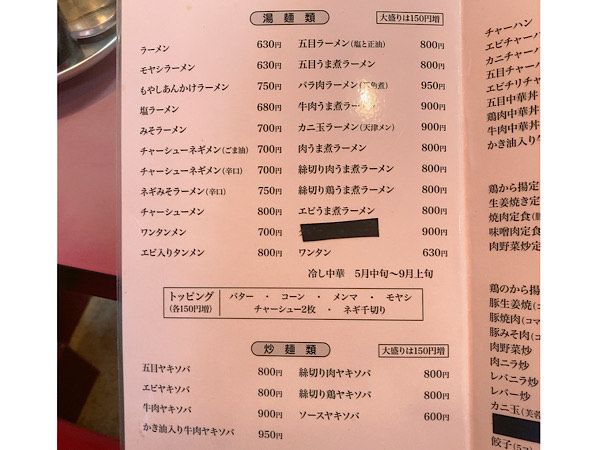 湯麺類 大盛りは150円増
ラーメン 630円
モヤシラーメン 630円
もやしあんかけラーメン 750円
塩ラーメン 680円
みそラーメン 700円
チャーシューネギメン(ごま油) 700円
チャーシューネギメン(辛口) 700円
ネギみそラーメン(辛口) 750円
チャーシューメン 800円
ワンタンメン 700円
エビ入りタンメン 800円
五目ラーメン(塩と正油) 800円
五目うま煮ラーメン 800円
バラ肉ラーメン 角煮) 950円
牛肉うま煮ラーメン 900円
カニ玉ラーメン(天津メン) 900円
肉うま煮ラーメン 800円
絲切り肉うま煮ラーメン 800円
絲切り鶏うま煮ラーメン 800円
エビうま煮ラーメン 800円
900円
ワンタン 630円
冷し中華 5月中旬〜9月上旬
トッピング
(各150円増)
バター ・ コーン ・ メンマ ・ モヤシ
チャーシュー2枚 ・ ネギ千切り
炒麺類 大盛りは150円増
五目ヤキソバ 800円
エビヤキソバ 800円
牛肉ヤキソバ 900円
かき油入り牛肉ヤキソバ 950円
絲切り肉ヤキソバ 800円
絲切り鶏ヤキソバ 800円
ソースヤキソバ 600円
チャーハン
エビチャーハ
カニチャーハ
五目チャーハ
エビチリチャ
五目中華丼
鶏肉中華丼
牛肉中華丼
かき油入り牛
鶏から揚定
生姜焼き定
焼肉定食
味噌肉定食
肉野菜炒定
鶏のから揚
豚生姜焼(コ
豚焼肉(コマ
豚みそ肉(コ
肉野菜炒
肉ニラ炒
レバニラ炒
レバー炒
カニ玉(芙蓉
餃子(5コ